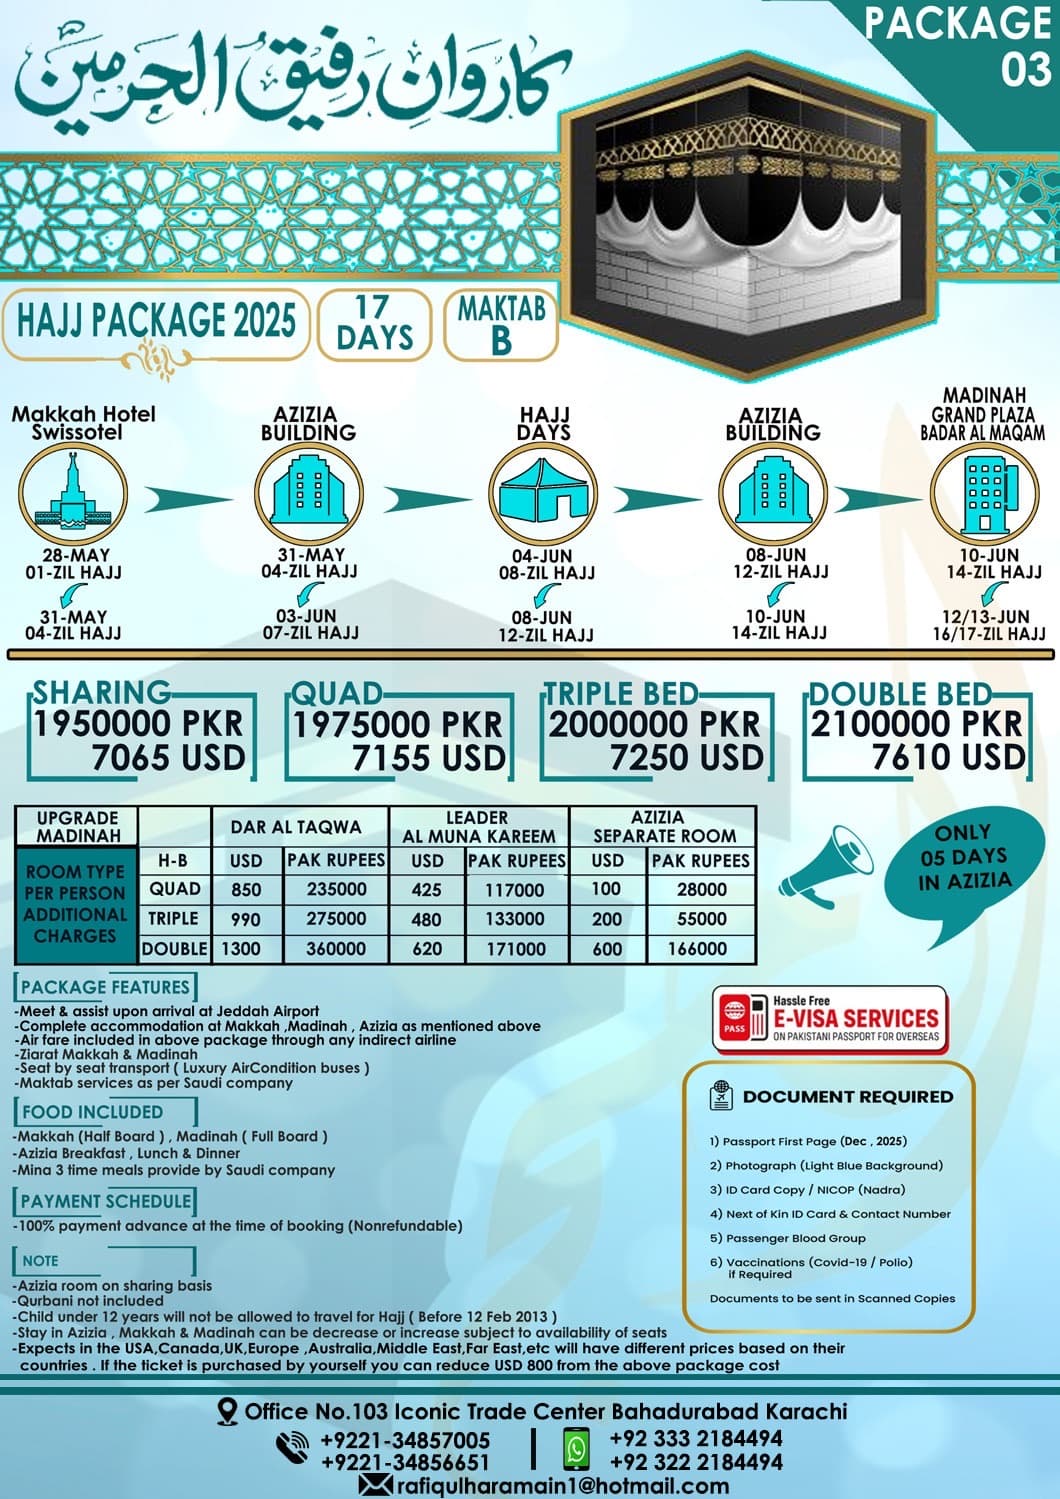 PACKAGE
03
کاروان رفیق الحرمین
HAJJ PACKAGE 2025
17
DAYS
MAKTAB
B
Makkah Hotel
Swissotel
28-MAY
01-ZIL HAJJ
31-MAY
04-ZIL HAJJ
AZIZIA
BUILDING
31-MAY
04-ZIL HAJJ
03-JUN
07-ZIL HAJJ
HAJJ
DAYS
04-JUN
08-ZIL HAJJ
08-JUN
12-ZIL HAJJ
AZIZIA
BUILDING
08-JUN
12-ZIL HAJJ
10-JUN
14-ZIL HAJJ
MADINAH
GRAND PLAZA
BADAR AL MAQAM
10-JUN
14-ZIL HAJJ
12/13-JUN
16/17-ZIL HAJJ
SHARING
1950000 PKR
7065 USD
QUAD
1975000 PKR
7155 USD
TRIPLE BED
2000000 PKR
7250 USD
DOUBLE BED
2100000 PKR
7610 USD
UPGRADE
MADINAH
DAR AL TAQWA
LEADER
AL MUNA KAREEM
AZIZIA
SEPARATE ROOM
ROOM TYPE
PER PERSON
ADDITIONAL
CHARGES
H-B USD PAK RUPEES USD PAK RUPEES USD PAK RUPEES
QUAD 850 235000 425 117000 100 28000
TRIPLE 990 275000 480 133000 200 55000
DOUBLE 1300 360000 620 171000 600 166000
ONLY
05 DAYS
IN AZIZIA
PACKAGE FEATURES
-Meet & assist upon arrival at Jeddah Airport
-Complete accommodation at Makkah ,Madinah , Azizia as mentioned above
-Air fare included in above package through any indirect airline
-Ziarat Makkah & Madinah
-Seat by seat transport ( Luxury AirCondition buses )
-Maktab services as per Saudi company
FOOD INCLUDED
-Makkah (Half Board ) , Madinah ( Full Board )
-Azizia Breakfast , Lunch & Dinner
-Mina 3 time meals provide by Saudi company
PAYMENT SCHEDULE
-100% payment advance at the time of booking (Nonrefundable)
NOTE
-Azizia room on sharing basis
-Qurbani not included
-Child under 12 years will not be allowed to travel for Hajj ( Before 12 Feb 2013 )
-Stay in Azizia , Makkah & Madinah can be decrease or increase subject to availability of seats
-Expects in the USA,Canada,UK,Europe ,Australia,Middle East,Far East,etc will have different prices based on their
countries . If the ticket is purchased by yourself you can reduce USD 800 from the above package cost
PASS
Hassle Free
E-VISA SERVICES
ON PAKISTANI PASSPORT FOR OVERSEAS
DOCUMENT REQUIRED
1) Passport First Page (Dec , 2025)
2) Photograph (Light Blue Background)
3) ID Card Copy / NICOP (Nadra)
4) Next of Kin ID Card & Contact Number
5) Passenger Blood Group
6) Vaccinations (Covid-19 / Polio)
if Required
Documents to be sent in Scanned Copies
Office No.103 Iconic Trade Center Bahadurabad Karachi
+9221-34857005
+9221-34856651
+92 333 2184494
+92 322 2184494
rafiqulharamain1@hotmail.com